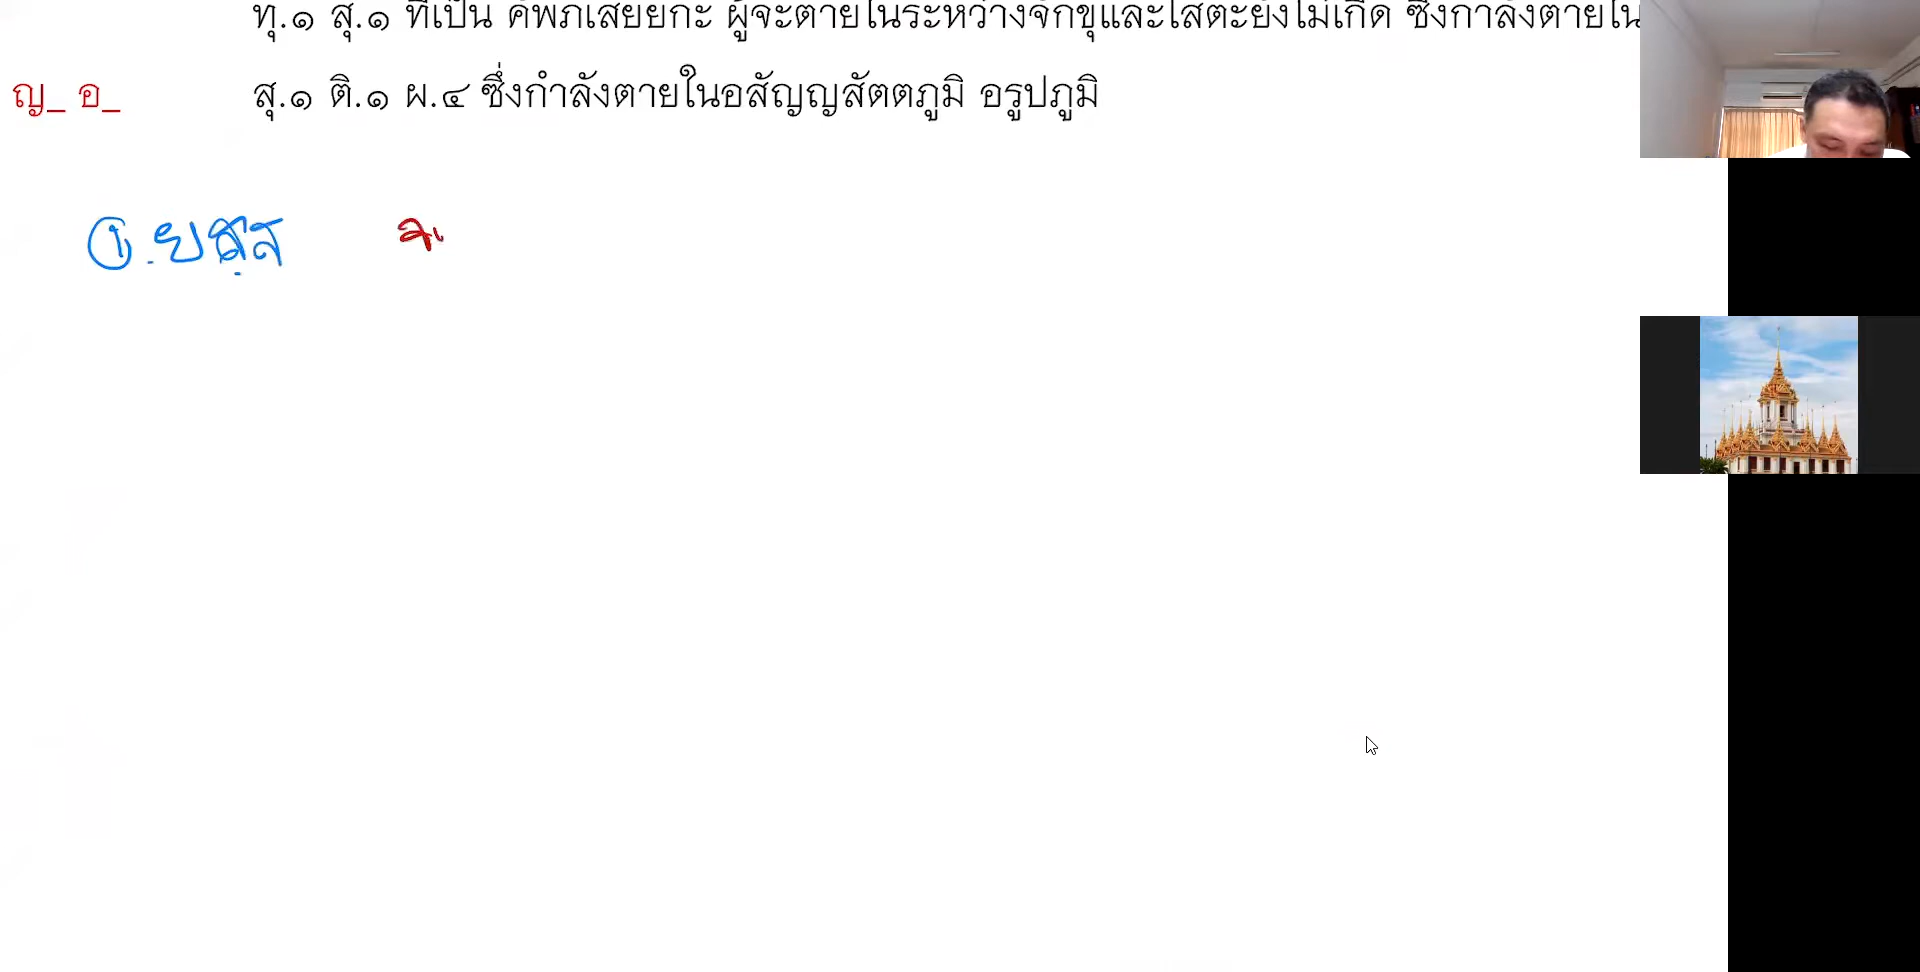 ทุ.๑ สุ.๑ ที่เป็น คัพภเสยยกะ ผู้จะตายในระหว่างจักขุและโสตะยังไม่เกิด ซึ่งกำลังตายใน
ญ_ อ_ สุ.๑ ติ.๑ ผ.๔ ซึ่งกำลังตายในอสัญญสัตตภูมิ อรูปภูมิ
๑. ยสฺส